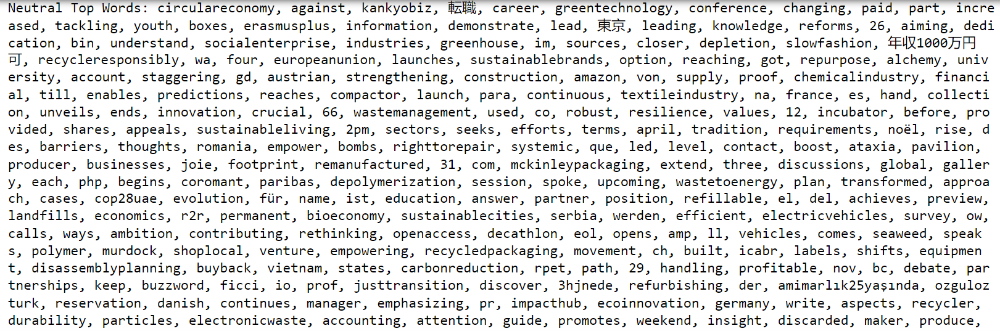 Neutral Top Words: circulareconomy, against, kankyobiz, 転職, career, greentechnology, conference, changing, paid, part, incre
ased, tackling, youth, boxes, erasmusplus, information, demonstrate, lead, 東京, leading, knowledge, reforms, 26, aiming, dedi
cation, bin, understand, socialenterprise, industries, greenhouse, im, sources, closer, depletion, slowfashion, 年収1000万円
可, recycleresponsibly, wa, four, europeanunion, launches, sustainablebrands, option, reaching, got, repurpose, alchemy, univ
ersity, account, staggering, gd, austrian, strengthening, construction, amazon, von, supply, proof, chemicalindustry, financi
al, till, enables, predictions, reaches, compactor, launch, para, continuous, textileindustry, na, france, es, hand, collecti
on, unveils, ends, innovation, crucial, 66, wastemanagement, used, co, robust, resilience, values, 12, incubator, before, pro
vided, shares, appeals, sustainableliving, 2pm, sectors, seeks, efforts, terms, april, tradition, requirements, noël, rise, d
es, barriers, thoughts, romania, empower, bombs, righttorepair, systemic, que, led, level, contact, boost, ataxia, pavilion,
producer, businesses, joie, footprint, remanufactured, 31, com, mckinleypackaging, extend, three, discussions, global, galler
y, each, php, begins, coromant, paribas, depolymerization, session, spoke, upcoming, wastetoenergy, plan, transformed, approa
ch, cases, cop28uae, evolution, für, name, ist, education, answer, partner, position, refillable, el, del, achieves, preview,
landfills, economics, r2r, permanent, bioeconomy, sustainablecities, serbia, werden, efficient, electricvehicles, survey, ow,
calls, ways, ambition, contributing, rethinking, openaccess, decathlon, eol, opens, amp, ll, vehicles, comes, seaweed, speak
s, polymer, murdock, shoplocal, venture, empowering, recycledpackaging, movement, ch, built, icabr, labels, shifts, equipmen
t, disassemblyplanning, buyback, vietnam, states, carbonreduction, rpet, path, 29, handling, profitable, nov, bc, debate, par
tnerships, keep, buzzword, ficci, io, prof, justtransition, discover, 3hjnede, refurbishing, der, amimarlık25yaşında, ozguloz
turk, reservation, danish, continues, manager, emphasizing, pr, impacthub, ecoinnovation, germany, write, aspects, recycler,
durability, particles, electronicwaste, accounting, attention, guide, promotes, weekend, insight, discarded, maker, produce,